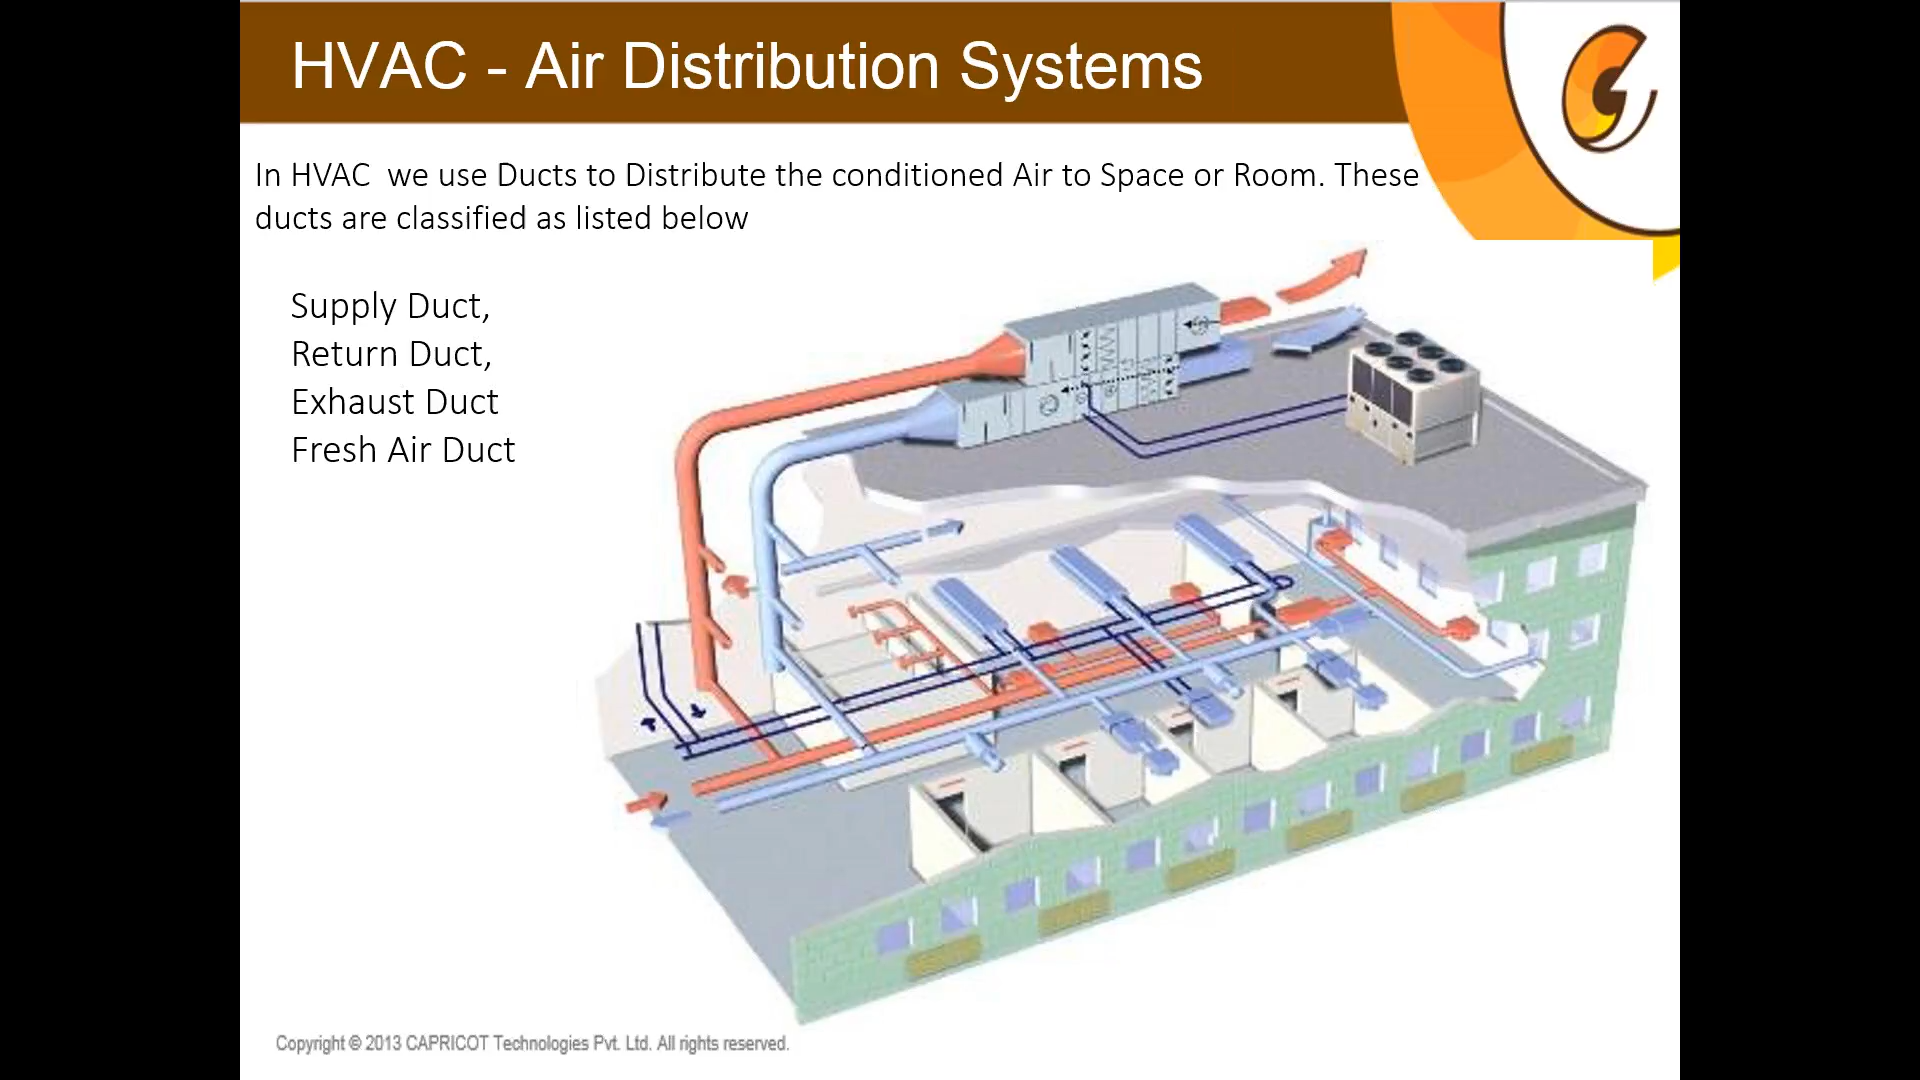 HVAC - Air Distribution Systems
In HVAC  we use Ducts to Distribute the conditioned Air to Space or Room. These
ducts are classified as listed below
Supply Duct,
Return Duct,
Exhaust Duct
Fresh Air Duct
Copyright © 2013 CAPRICOT Technologies Pvt. Ltd. All rights reserved.